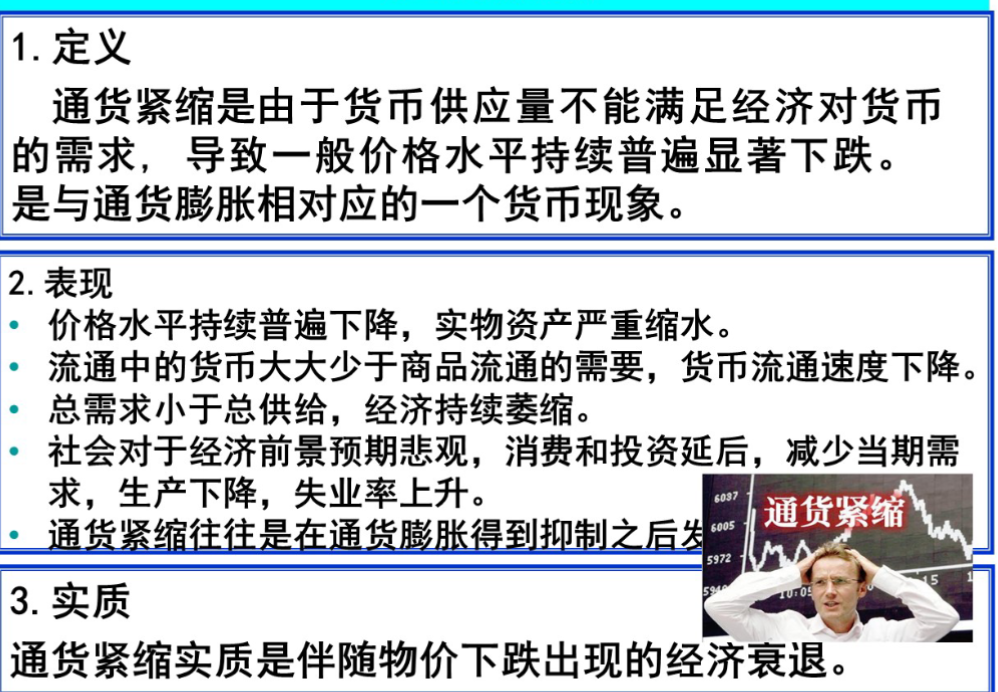 1.定义
通货紧缩是由于货币供应量不能满足经济对货币
的需求，导致一般价格水平持续普遍显著下跌。
是与通货膨胀相对应的一个货币现象。
2.表现
• 价格水平持续普遍下降，实物资产严重缩水。
• 流通中的货币大大少于商品流通的需要，货币流通速度下降。
• 总需求小于总供给，经济持续萎缩。
• 社会对于经济前景预期悲观，消费和投资延后，减少当期需
求，生产下降，失业率上升。
• 通货紧缩往往是在通货膨胀得到抑制之后发
6037
通货紧缩
6005
5972
15
3.实质
通货紧缩实质是伴随物价下跌出现的经济衰退。